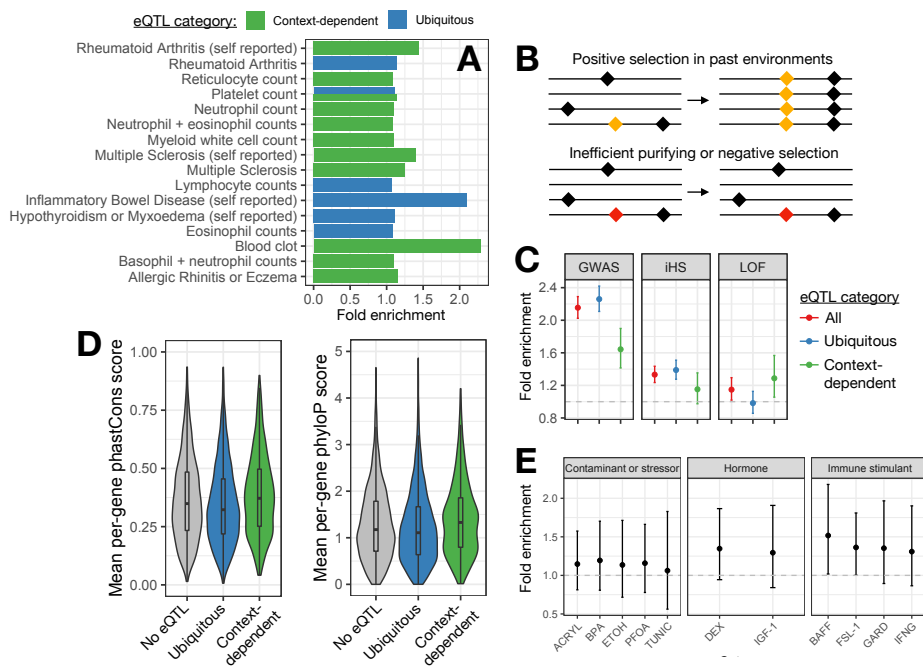 eQTL category:
Context-dependent
Ubiquitous
A
Rheumatoid Arthritis (self reported)
Rheumatoid Arthritis
Reticulocyte count
Platelet count
Neutrophil count
Neutrophil + eosinophil counts
Myeloid white cell count
Multiple Sclerosis (self reported)
Multiple Sclerosis
Lymphocyte counts
Inflammatory Bowel Disease (self reported)
Hypothyroidism or Myxoedema (self reported)
Eosinophil counts
Blood clot
Basophil + neutrophil counts
Allergic Rhinitis or Eczema
0.0 0.5 1.0 1.5 2.0
Fold enrichment
B
Positive selection in past environments
Inefficient purifying or negative selection
C
GWAS
iHS
LOF
Fold enrichment
2.4
2.0
1.6
1.2
0.8
eQTL category
All
Ubiquitous
Context-
dependent
D
Mean per-gene phastCons score
1.00
0.75
0.50
0.25
0.00
No eQTL
Ubiquitous
Context-
dependent
Mean per-gene phyloP score
5
4
3
2
1
0
No eQTL
Ubiquitous
Context-
dependent
E
Contaminant or stressor
Hormone
Immune stimulant
Fold enrichment
2.0
1.5
1.0
0.5
ACRYL
BPA
ETOH
PFOA
TUNIC
DEX
IGF-1
BAFF
FSL-1
GARD
IFNG